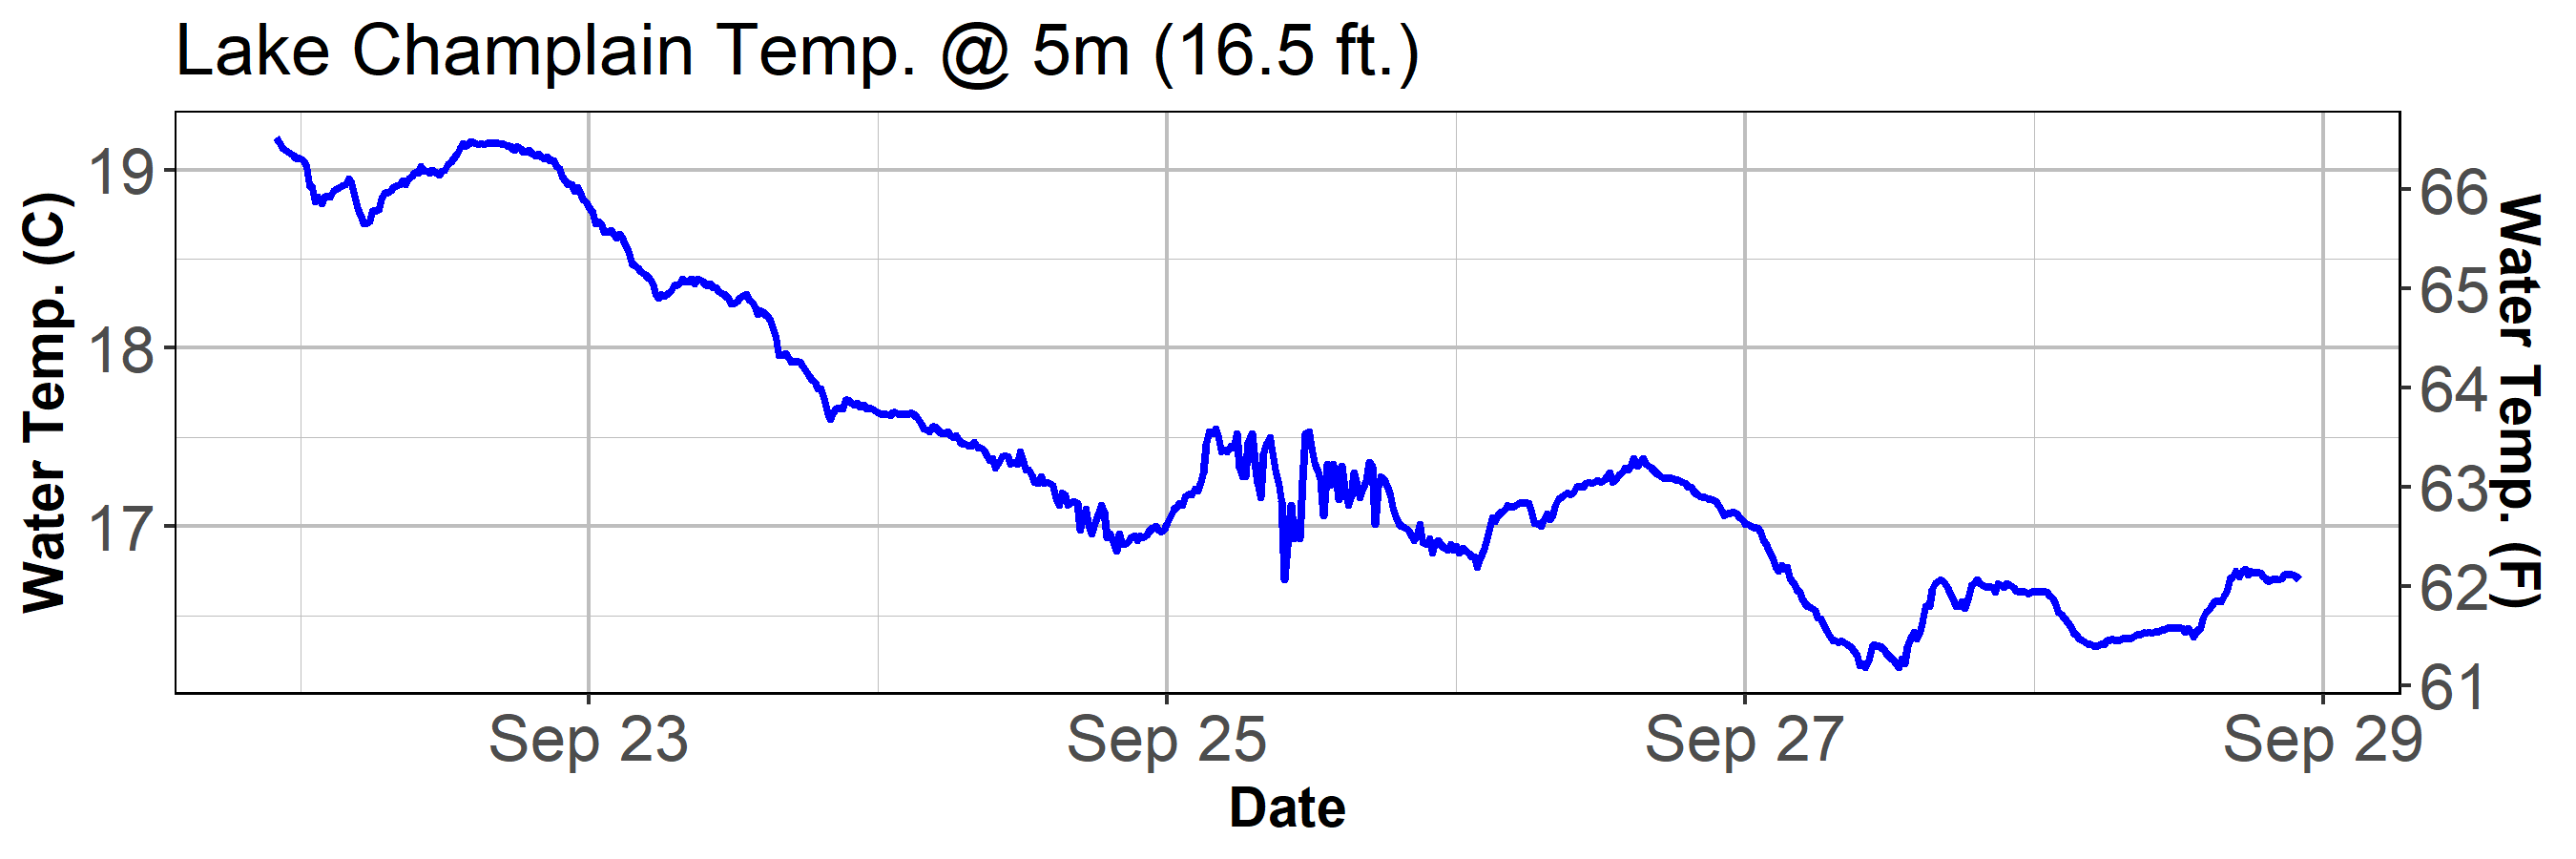 Lake Champlain Temp. @ 5m (16.5 ft.)
Water Temp. (C)
19
18
17
66
65
64
63
62
61
Water Temp. (F)
Sep 23 Sep 25 Sep 27 Sep 29
Date